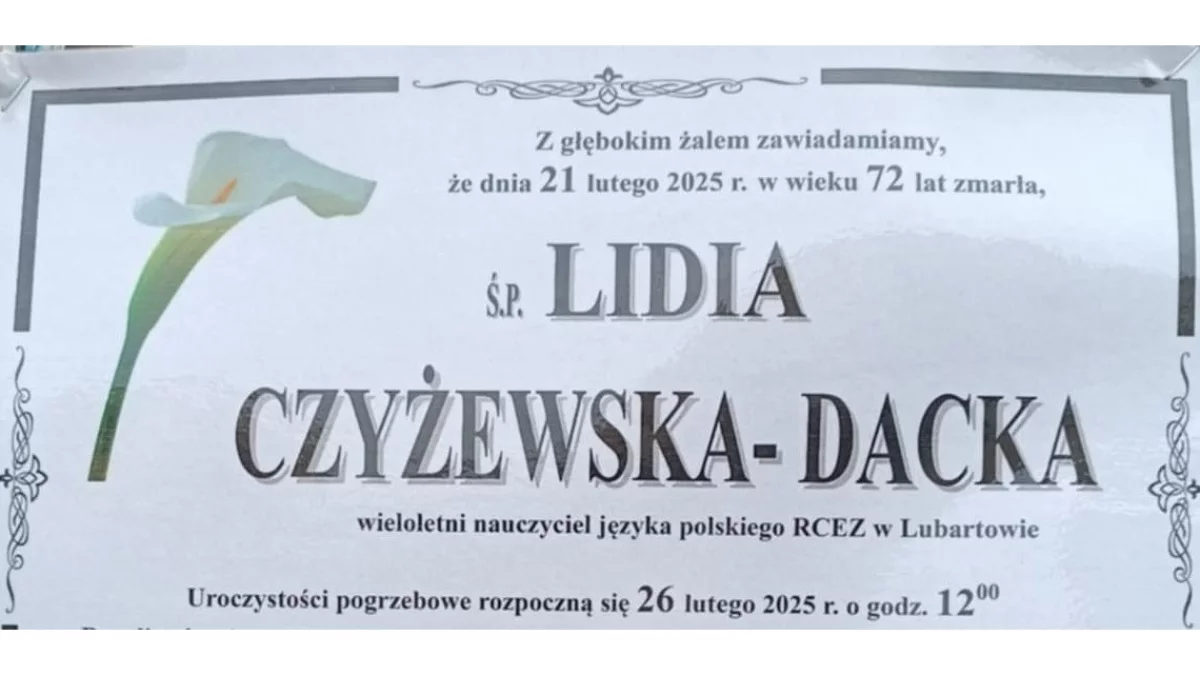 Z głębokim żalem zawiadamiamy,
że dnia 21 lutego 2025 r. w wieku 72 lat zmarła,
Ś.P. LIDIA
CZYŻEWSKA- DACKA
wieloletni nauczyciel języka polskiego RCEZ w Lubartowie
Uroczystości pogrzebowe rozpoczną się 26 lutego 2025 r. o godz. 12⁰⁰